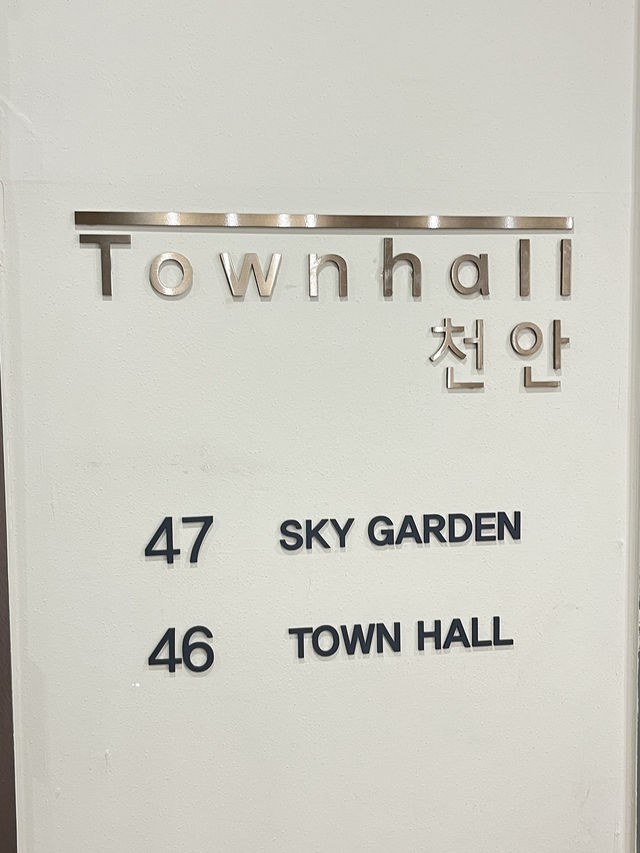 Townhall
천안
47 SKY GARDEN
46 TOWN HALL